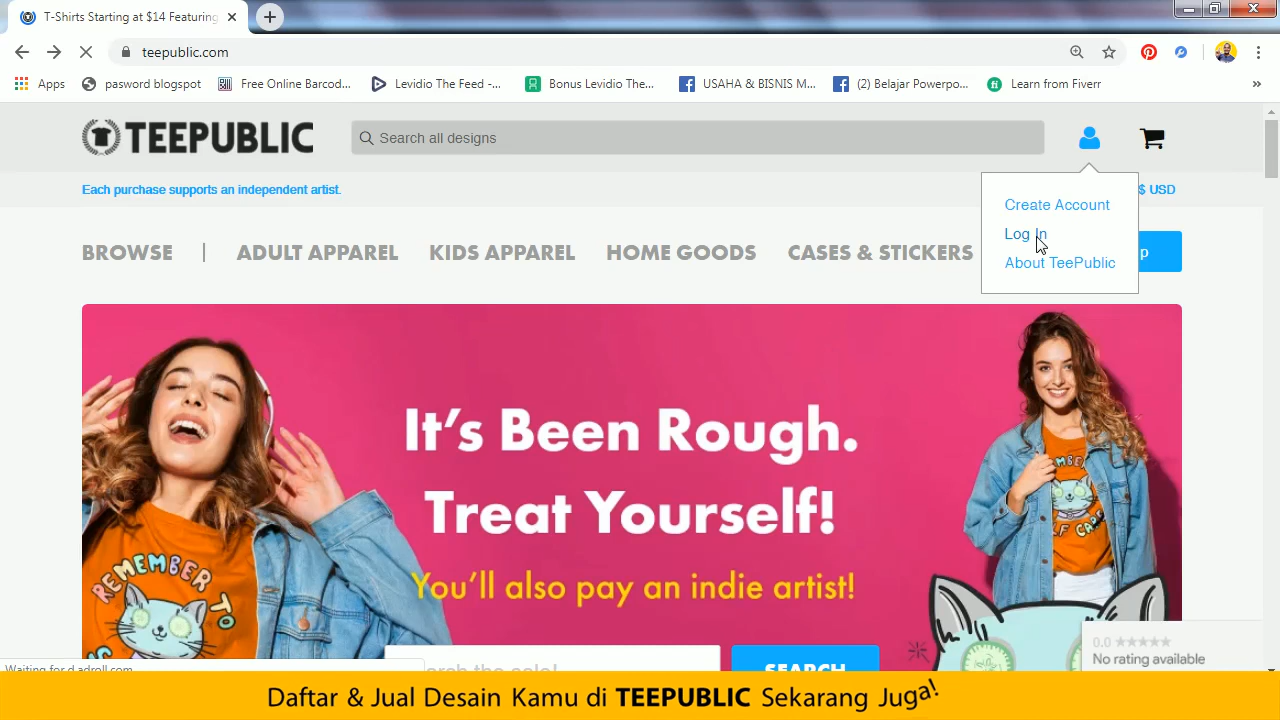 T-Shirts Starting at $14 Featuring
teepublic.com
Apps
pasword blogspot
Free Online Barcod...
Levidio The Feed -...
Bonus Levidio The...
USAHA & BISNIS M...
(2) Belajar Powerpo...
Learn from Fiverr
»
TEEPUBLIC
Search all designs
Each purchase supports an independent artist.
$ USD
Create Account
Log In
About TeePublic
BROWSE | ADULT APPAREL KIDS APPAREL HOME GOODS CASES & STICKERS
p
It's Been Rough.
Treat Yourself!
You'll also pay an indie artist!
REMEMBER TO
SEARCH
0.0 ★★★★★
No rating available
Waiting for d.adroll.com
Daftar & Jual Desain Kamu di TEEPUBLIC Sekarang Juga!